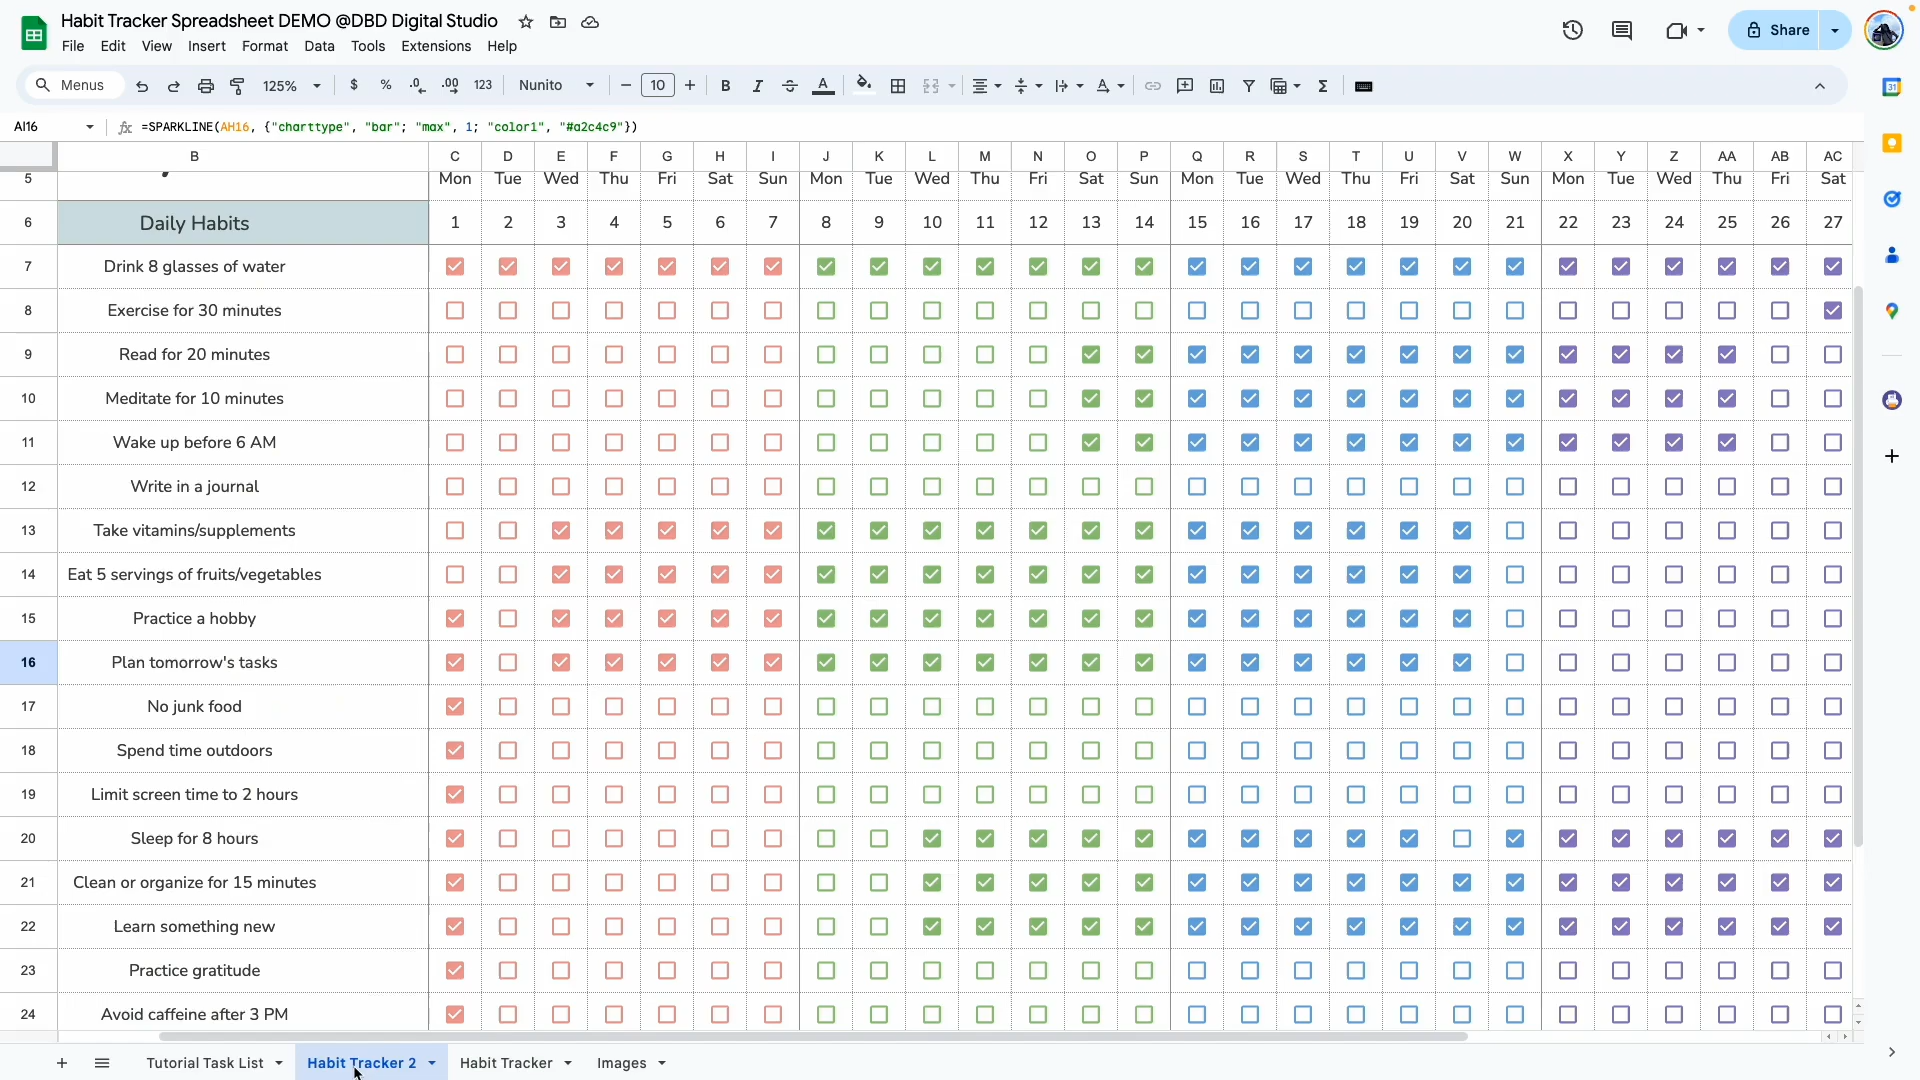 Habit Tracker Spreadsheet DEMO @DBD Digital Studio
File Edit View Insert Format Data Tools Extensions Help
Share
Menus 125% $ % .0 .00 123 Nunito 10 B I A
AI16 fx =SPARKLINE(AH16, {"charttype", "bar"; "max", 1; "color1", "#a2c4c9"})
31
B C D E F G H I J K L M N O P Q R S T U V W X Y Z AA AB AC
5 Mon Tue Wed Thu Fri Sat Sun Mon Tue Wed Thu Fri Sat Sun Mon Tue Wed Thu Fri Sat Sun Mon Tue Wed Thu Fri Sat
6 Daily Habits 1 2 3 4 5 6 7 8 9 10 11 12 13 14 15 16 17 18 19 20 21 22 23 24 25 26 27
7 Drink 8 glasses of water
8 Exercise for 30 minutes
9 Read for 20 minutes
10 Meditate for 10 minutes
11 Wake up before 6 AM
12 Write in a journal
13 Take vitamins/supplements
14 Eat 5 servings of fruits/vegetables
15 Practice a hobby
16 Plan tomorrow's tasks
17 No junk food
18 Spend time outdoors
19 Limit screen time to 2 hours
20 Sleep for 8 hours
21 Clean or organize for 15 minutes
22 Learn something new
23 Practice gratitude
24 Avoid caffeine after 3 PM
Tutorial Task List Habit Tracker 2 Habit Tracker Images